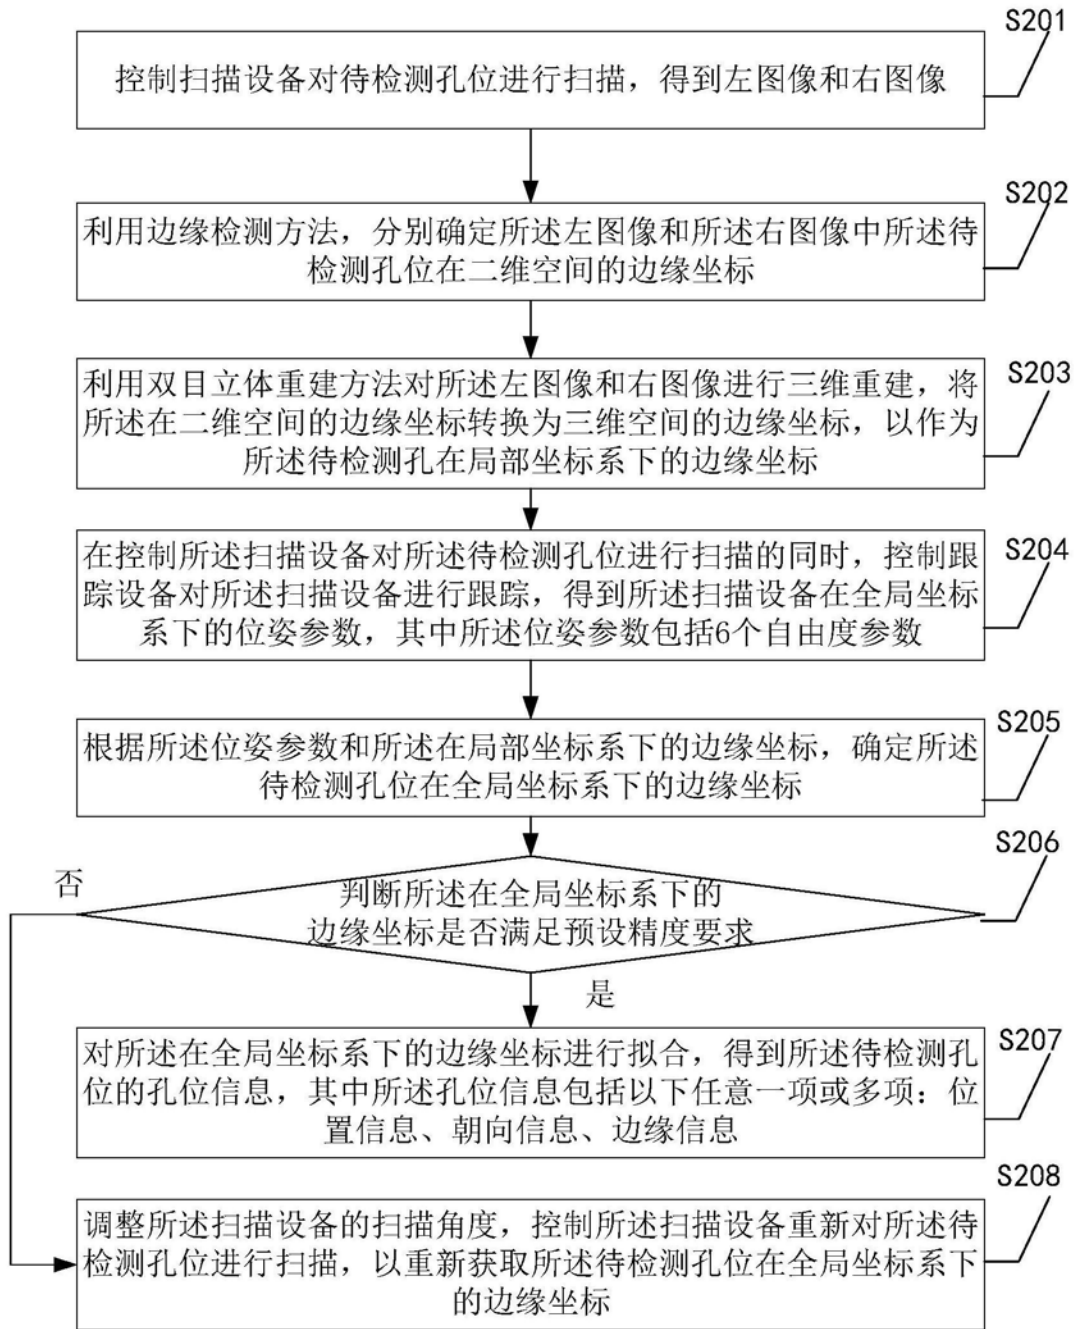 S201
控制扫描设备对待检测孔位进行扫描，得到左图像和右图像
S202
利用边缘检测方法，分别确定所述左图像和所述右图像中所述待
检测孔位在二维空间的边缘坐标
S203
利用双目立体重建方法对所述左图像和右图像进行三维重建，将
所述在二维空间的边缘坐标转换为三维空间的边缘坐标，以作为
所述待检测孔在局部坐标系下的边缘坐标
S204
在控制所述扫描设备对所述待检测孔位进行扫描的同时，控制跟
踪设备对所述扫描设备进行跟踪，得到所述扫描设备在全局坐标
系下的位姿参数，其中所述位姿参数包括6个自由度参数
S205
根据所述位姿参数和所述在局部坐标系下的边缘坐标，确定所述
待检测孔位在全局坐标系下的边缘坐标
S206
否
判断所述在全局坐标系下的
边缘坐标是否满足预设精度要求
是
S207
对所述在全局坐标系下的边缘坐标进行拟合，得到所述待检测孔
位的孔位信息，其中所述孔位信息包括以下任意一项或多项：位
置信息、朝向信息、边缘信息
S208
调整所述扫描设备的扫描角度，控制所述扫描设备重新对所述待
检测孔位进行扫描，以重新获取所述待检测孔位在全局坐标系下
的边缘坐标